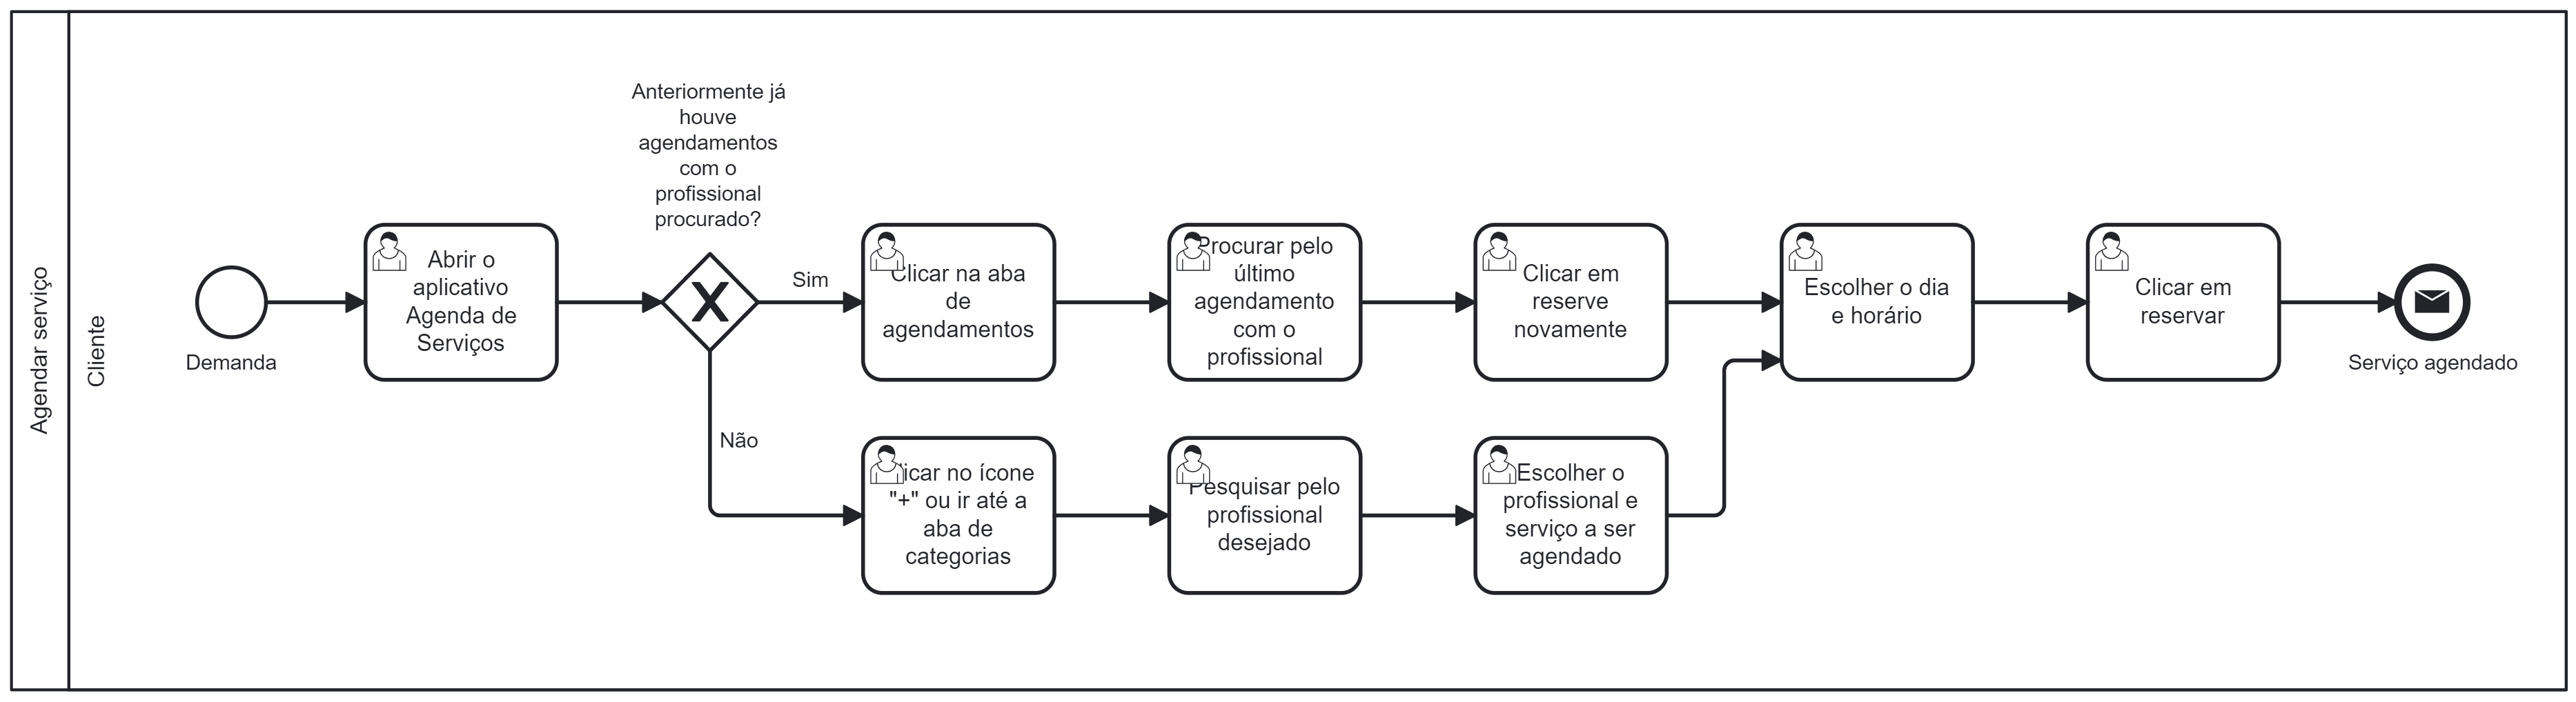 Agendar serviço
Cliente
Demanda
Abrir o
aplicativo
Agenda de
Serviços
Anteriormente já
houve
agendamentos
com o
profissional
procurado?
Sim
Clicar na aba
de
agendamentos
Procurar pelo
último
agendamento
com o
profissional
Clicar em
reserve
novamente
Escolher o dia
e horário
Clicar em
reservar
Serviço agendado
Não
Clicar no ícone
"+" ou ir até a
aba de
categorias
Pesquisar pelo
profissional
desejado
Escolher o
profissional e
serviço a ser
agendado